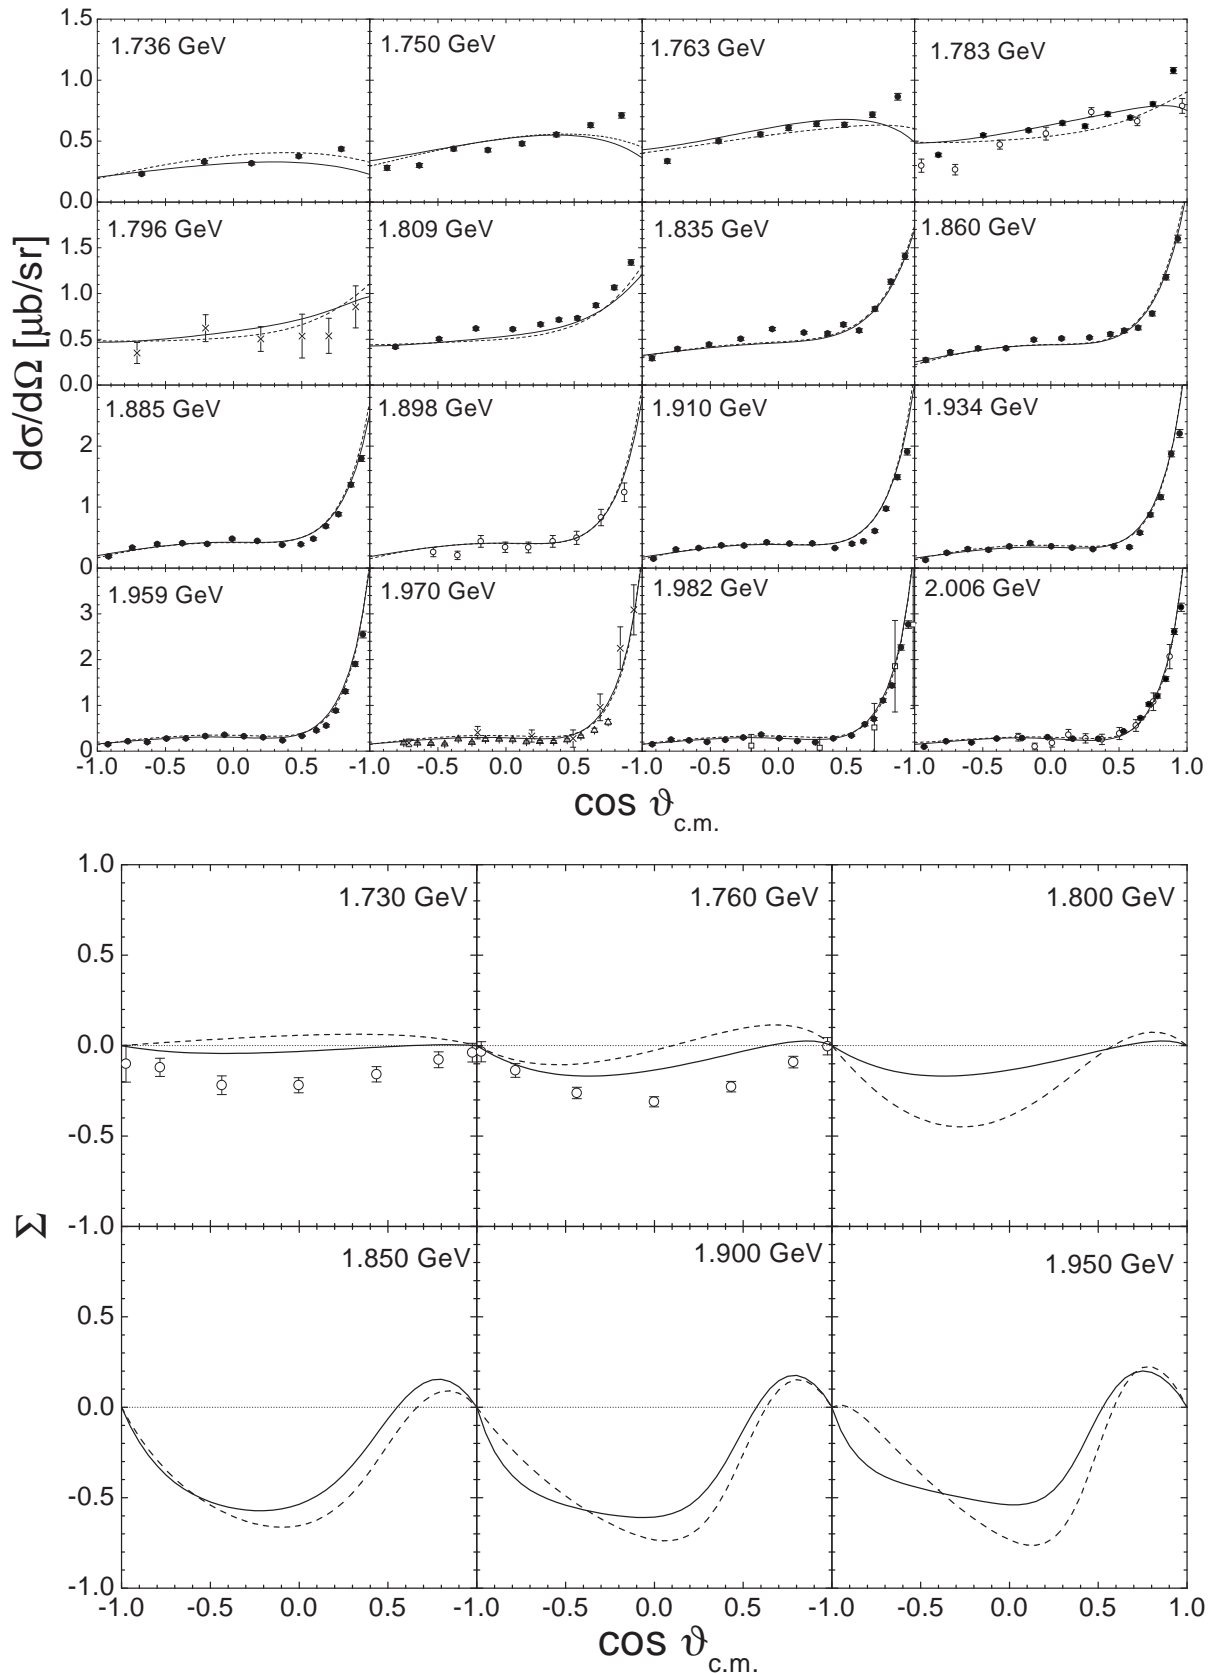 1.5
1.0
0.5
0.0
1.736 GeV
1.750 GeV
1.763 GeV
1.783 GeV
1.5
1.0
0.5
0.0
1.796 GeV
1.809 GeV
1.835 GeV
1.860 GeV
dσ/dΩ [μb/sr]
2
1
0
1.885 GeV
1.898 GeV
1.910 GeV
1.934 GeV
3
2
1
0
1.959 GeV
1.970 GeV
1.982 GeV
2.006 GeV
-1.0 -0.5 0.0 0.5 -1.0 -0.5 0.0 0.5 -1.0 -0.5 0.0 0.5 -1.0 -0.5 0.0 0.5 1.0
cos ϑc.m.
1.0
0.5
0.0
-0.5
-1.0
1.730 GeV
1.760 GeV
1.800 GeV
Σ
0.5
0.0
-0.5
-1.0
1.850 GeV
1.900 GeV
1.950 GeV
-1.0 -0.5 0.0 0.5 -1.0 -0.5 0.0 0.5 -1.0 -0.5 0.0 0.5 1.0
cos ϑc.m.